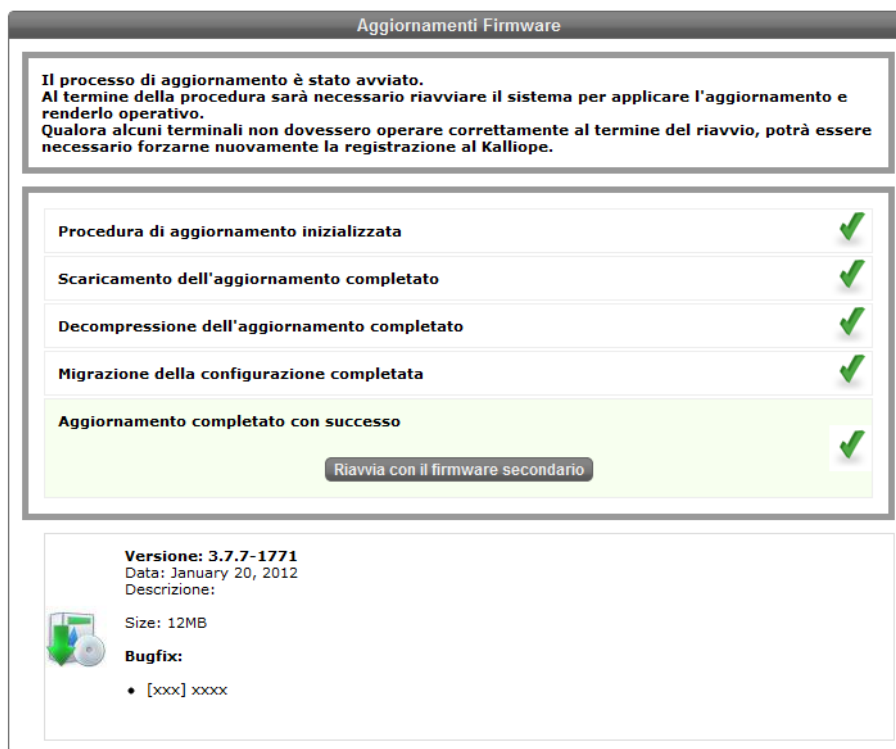 Aggiornamenti Firmware
Il processo di aggiornamento è stato avviato.
Al termine della procedura sarà necessario riavviare il sistema per applicare l'aggiornamento e
renderlo operativo.
Qualora alcuni terminali non dovessero operare correttamente al termine del riavvio, potrà essere
necessario forzarne nuovamente la registrazione al Kalliope.
Procedura di aggiornamento inizializzata
Scaricamento dell'aggiornamento completato
Decompressione dell'aggiornamento completato
Migrazione della configurazione completata
Aggiornamento completato con successo
Riavvia con il firmware secondario
Versione: 3.7.7-1771
Data: January 20, 2012
Descrizione:
Size: 12MB
Bugfix:
• [xxx] xxxx